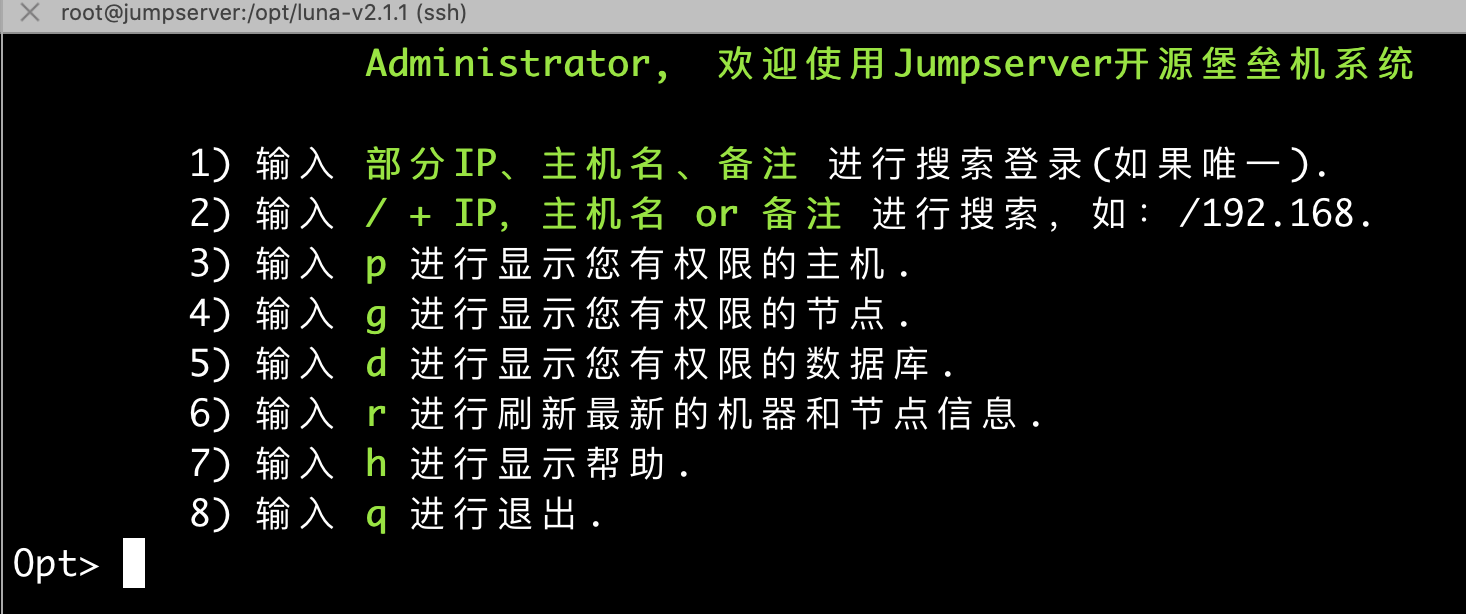 root@jumpserver:/opt/luna-v2.1.1 (ssh)
Administrator, 欢迎使用Jumpserver开源堡垒机系统
1) 输入 部分IP、主机名、备注 进行搜索登录(如果唯一).
2) 输入 / + IP, 主机名 or 备注 进行搜索, 如: /192.168.
3) 输入 p 进行显示您有权限的主机.
4) 输入 g 进行显示您有权限的节点.
5) 输入 d 进行显示您有权限的数据库.
6) 输入 r 进行刷新最新的机器和节点信息.
7) 输入 h 进行显示帮助.
8) 输入 q 进行退出.
Opt>